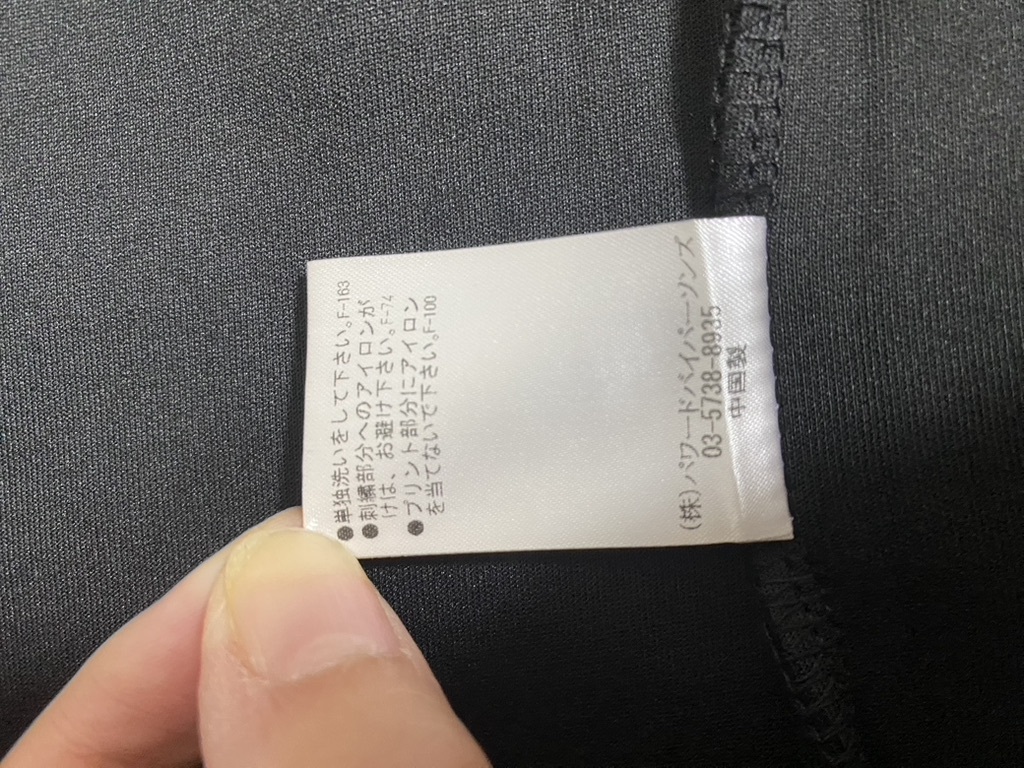 ●単独洗いをして下さい。F-163
●刺繍部分へのアイロンが
けは、お避け下さい。F-74
●プリント部分にアイロン
を当てないで下さい。F-100
(株)パワードバイパーソンズ
03-5738-8935
中国製